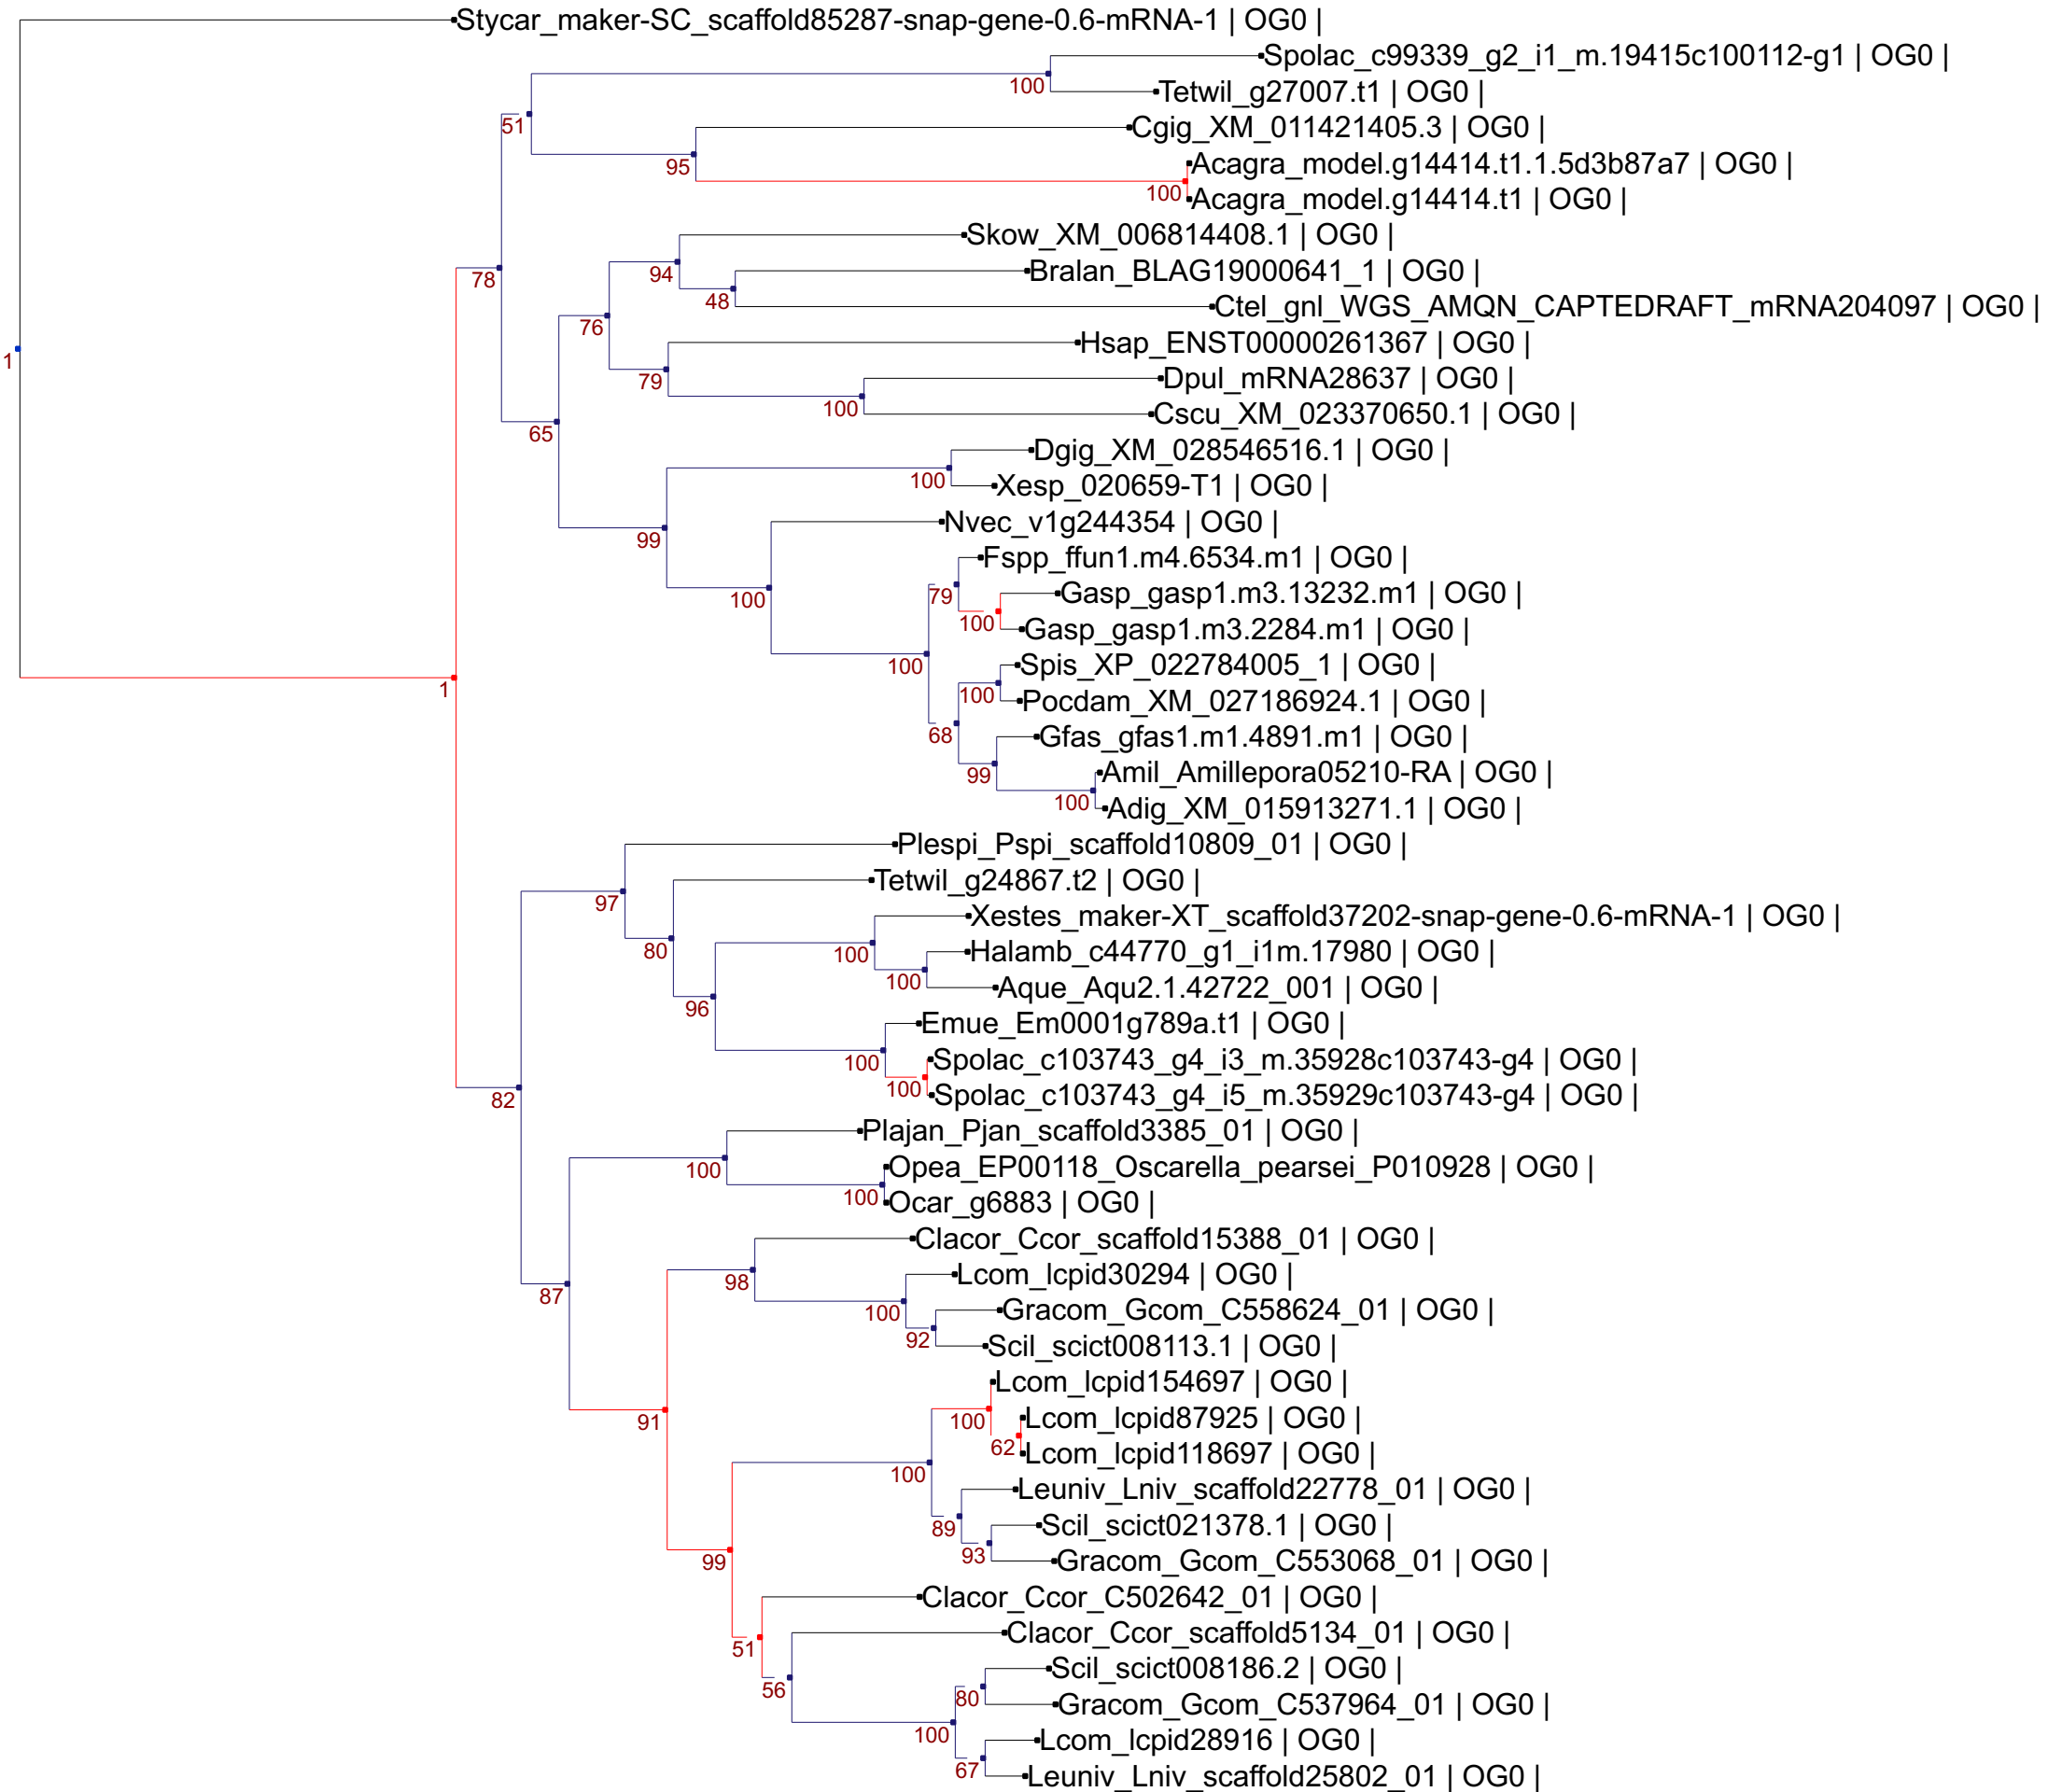 Stycar_maker-SC_scaffold85287-snap-gene-0.6-mRNA-1 | OG0 |
Spolac_c99339_g2_i1_m.19415c100112-g1 | OG0 |
100
Tetwil_g27007.t1 | OG0 |
51
Cgig_XM_011421405.3 | OG0 |
95
Acagra_model.g14414.t1.1.5d3b87a7 | OG0 |
100
Acagra_model.g14414.t1 | OG0 |
78
Skow_XM_006814408.1 | OG0 |
94
Bralan_BLAG19000641_1 | OG0 |
48
Ctel_gnl_WGS_AMQN_CAPTEDRAFT_mRNA204097 | OG0 |
76
1
Hsap_ENST00000261367 | OG0 |
79
Dpul_mRNA28637 | OG0 |
100
Cscu_XM_023370650.1 | OG0 |
65
Dgig_XM_028546516.1 | OG0 |
100
Xesp_020659-T1 | OG0 |
99
Nvec_v1g244354 | OG0 |
100
Fspp_ffun1.m4.6534.m1 | OG0 |
79
Gasp_gasp1.m3.13232.m1 | OG0 |
100
Gasp_gasp1.m3.2284.m1 | OG0 |
100
Spis_XP_022784005_1 | OG0 |
100
1
Pocdam_XM_027186924.1 | OG0 |
68
Gfas_gfas1.m1.4891.m1 | OG0 |
99
Amil_Amillepora05210-RA | OG0 |
100
Adig_XM_015913271.1 | OG0 |
Plespi_Pspi_scaffold10809_01 | OG0 |
97
Tetwil_g24867.t2 | OG0 |
80
Xestes_maker-XT_scaffold37202-snap-gene-0.6-mRNA-1 | OG0 |
100
Halamb_c44770_g1_i1m.17980 | OG0 |
100
Aque_Aqu2.1.42722_001 | OG0 |
96
Emue_Em0001g789a.t1 | OG0 |
100
Spolac_c103743_g4_i3_m.35928c103743-g4 | OG0 |
100
Spolac_c103743_g4_i5_m.35929c103743-g4 | OG0 |
82
Plajan_Pjan_scaffold3385_01 | OG0 |
100
Opea_EP00118_Oscarella_pearsei_P010928 | OG0 |
100
Ocar_g6883 | OG0 |
Clacor_Ccor_scaffold15388_01 | OG0 |
98
Lcom_lcpid30294 | OG0 |
87
100
Gracom_Gcom_C558624_01 | OG0 |
92
Scil_scict008113.1 | OG0 |
Lcom_lcpid154697 | OG0 |
91
100
Lcom_lcpid87925 | OG0 |
62
Lcom_lcpid118697 | OG0 |
100
Leuniv_Lniv_scaffold22778_01 | OG0 |
89
Scil_scict021378.1 | OG0 |
93
Gracom_Gcom_C553068_01 | OG0 |
99
Clacor_Ccor_C502642_01 | OG0 |
51
Clacor_Ccor_scaffold5134_01 | OG0 |
56
Scil_scict008186.2 | OG0 |
80
Gracom_Gcom_C537964_01 | OG0 |
100
Lcom_lcpid28916 | OG0 |
67
Leuniv_Lniv_scaffold25802_01 | OG0 |